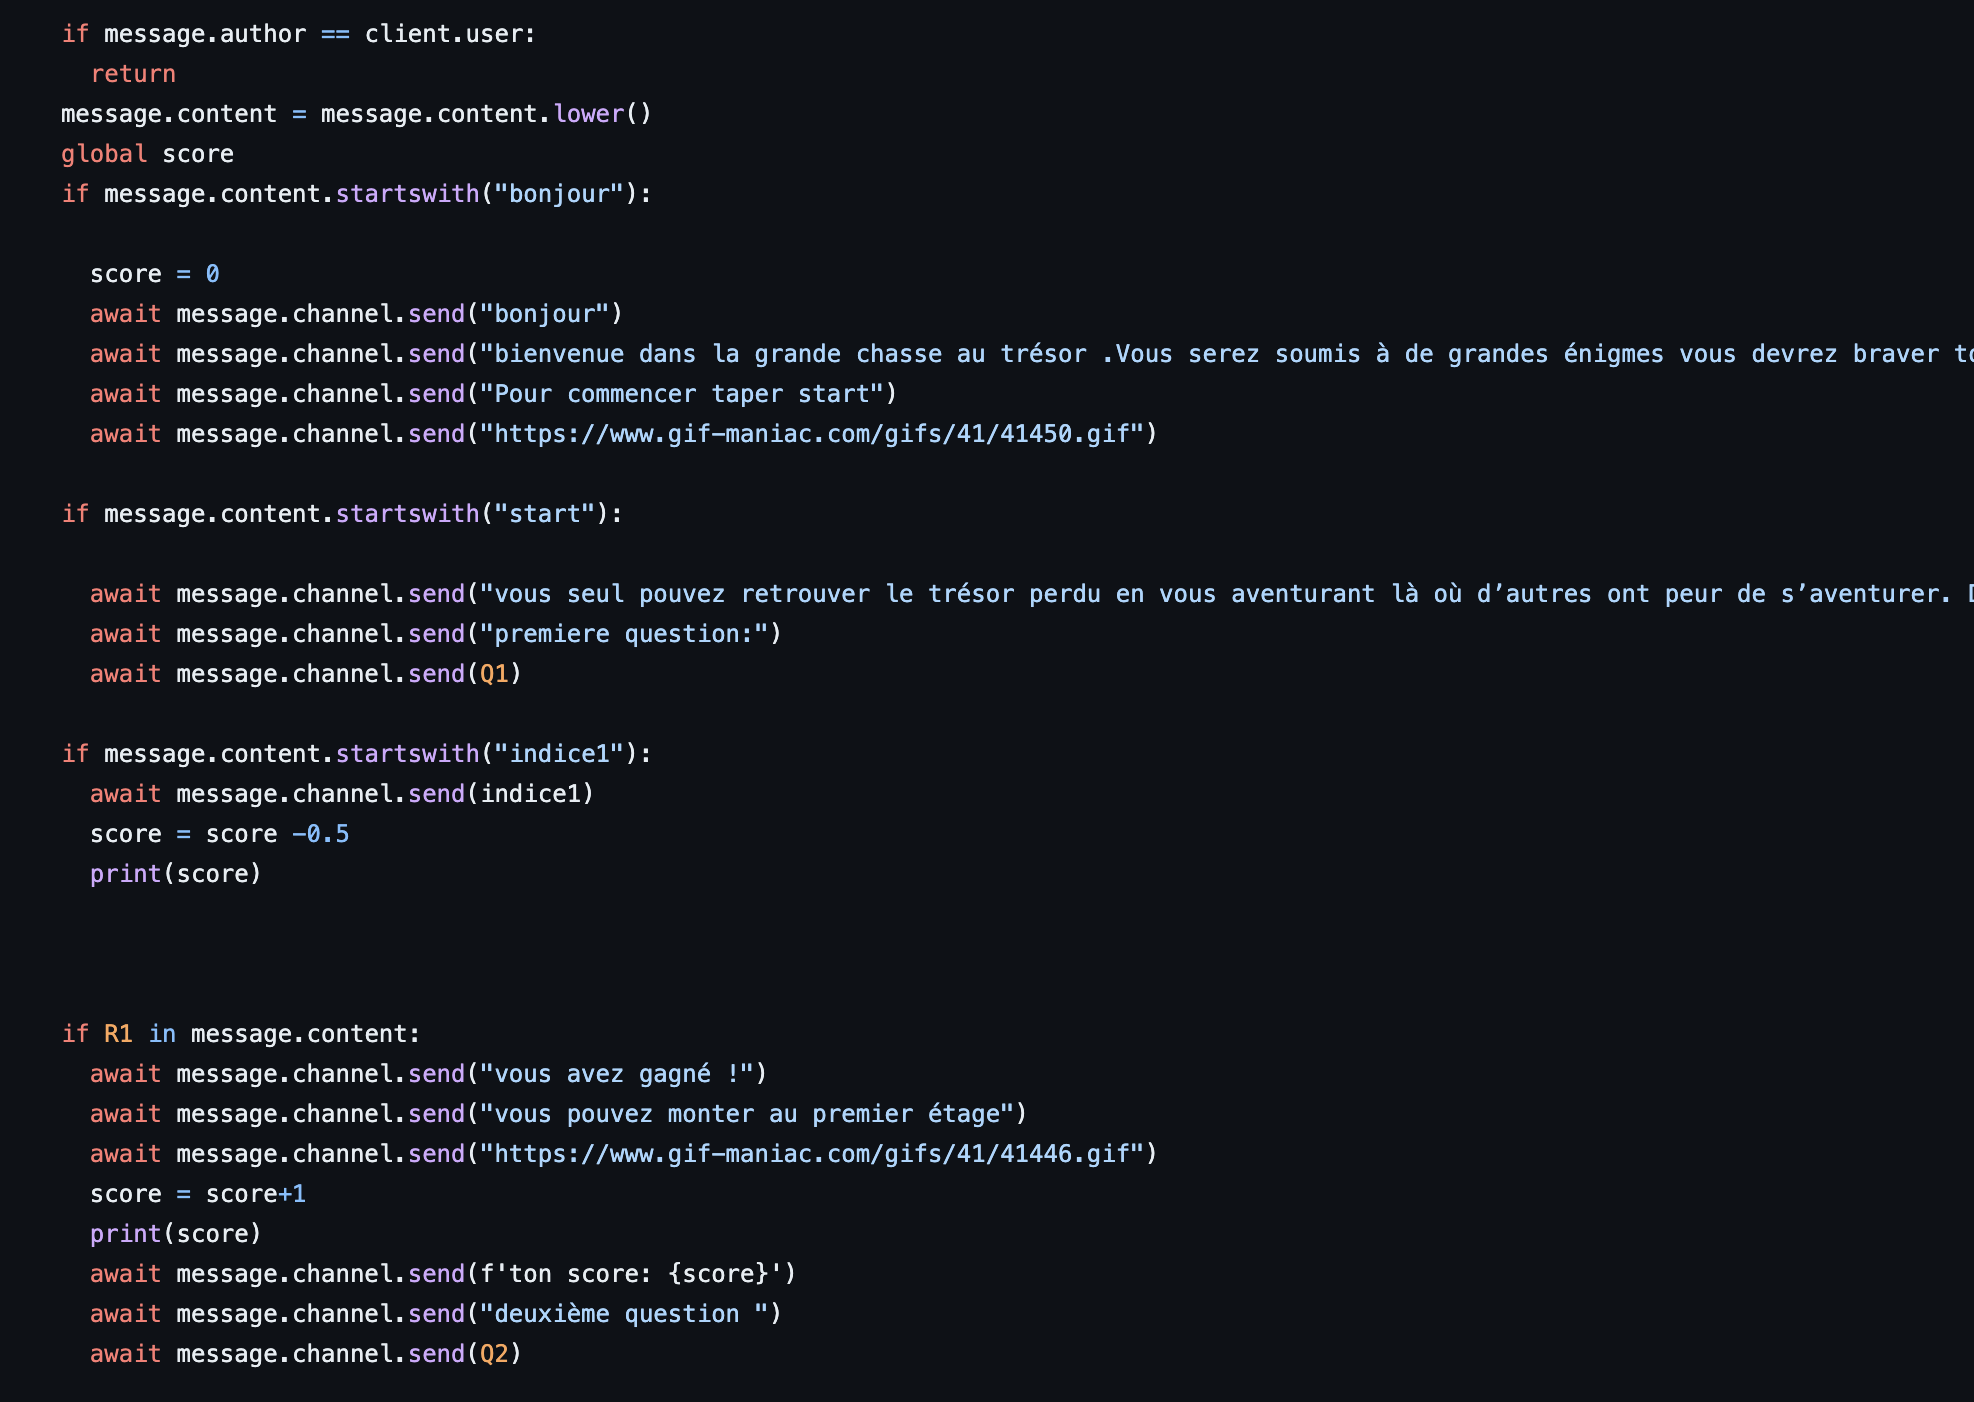 if message.author == client.user:
return
message.content = message.content.lower()
global score
if message.content.startswith("bonjour"):
score = 0
await message.channel.send("bonjour")
await message.channel.send("bienvenue dans la grande chasse au trésor .Vous serez soumis à de grandes énigmes vous devrez braver
await message.channel.send("Pour commencer taper start")
await message.channel.send("https://www.gif-maniac.com/gifs/41/41450.gif")
if message.content.startswith("start"):
await message.channel.send("vous seul pouvez retrouver le trésor perdu en vous aventurant là où d’autres ont peur de s’aventurer.
await message.channel.send("premiere question:")
await message.channel.send(Q1)
if message.content.startswith("indice1"):
await message.channel.send(indice1)
score = score -0.5
print(score)
if R1 in message.content:
await message.channel.send("vous avez gagné !")
await message.channel.send("vous pouvez monter au premier étage")
await message.channel.send("https://www.gif-maniac.com/gifs/41/41446.gif")
score = score+1
print(score)
await message.channel.send(f'ton score: {score}')
await message.channel.send("deuxième question ")
await message.channel.send(Q2)